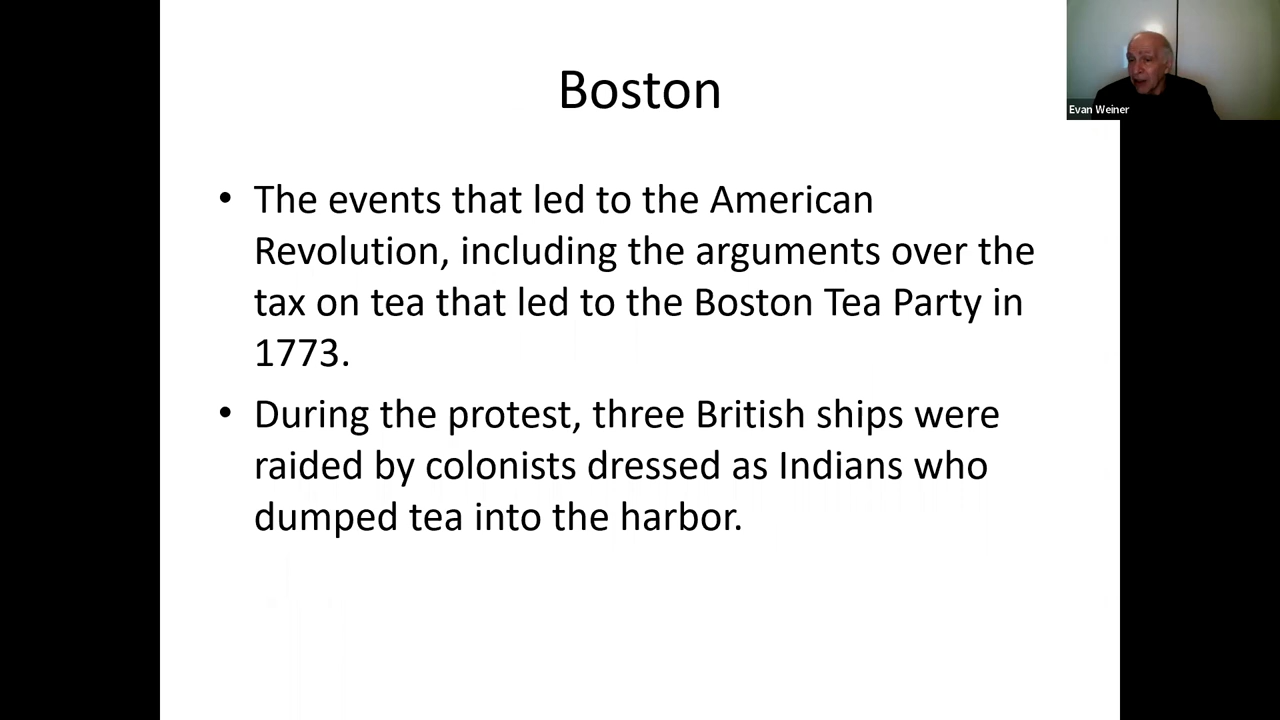 Boston
Evan Weiner
• The events that led to the American
Revolution, including the arguments over the
tax on tea that led to the Boston Tea Party in
1773.
• During the protest, three British ships were
raided by colonists dressed as Indians who
dumped tea into the harbor.